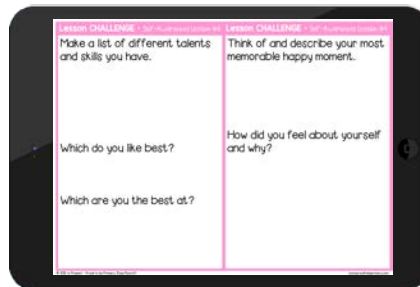 Lesson CHALLENGE
Make a list of different talents
and skills you have.
Which do you like best?
Which are you the best at?
Lesson CHALLENGE
Think of and describe your most
memorable happy moment.
How did you feel about yourself
and why?